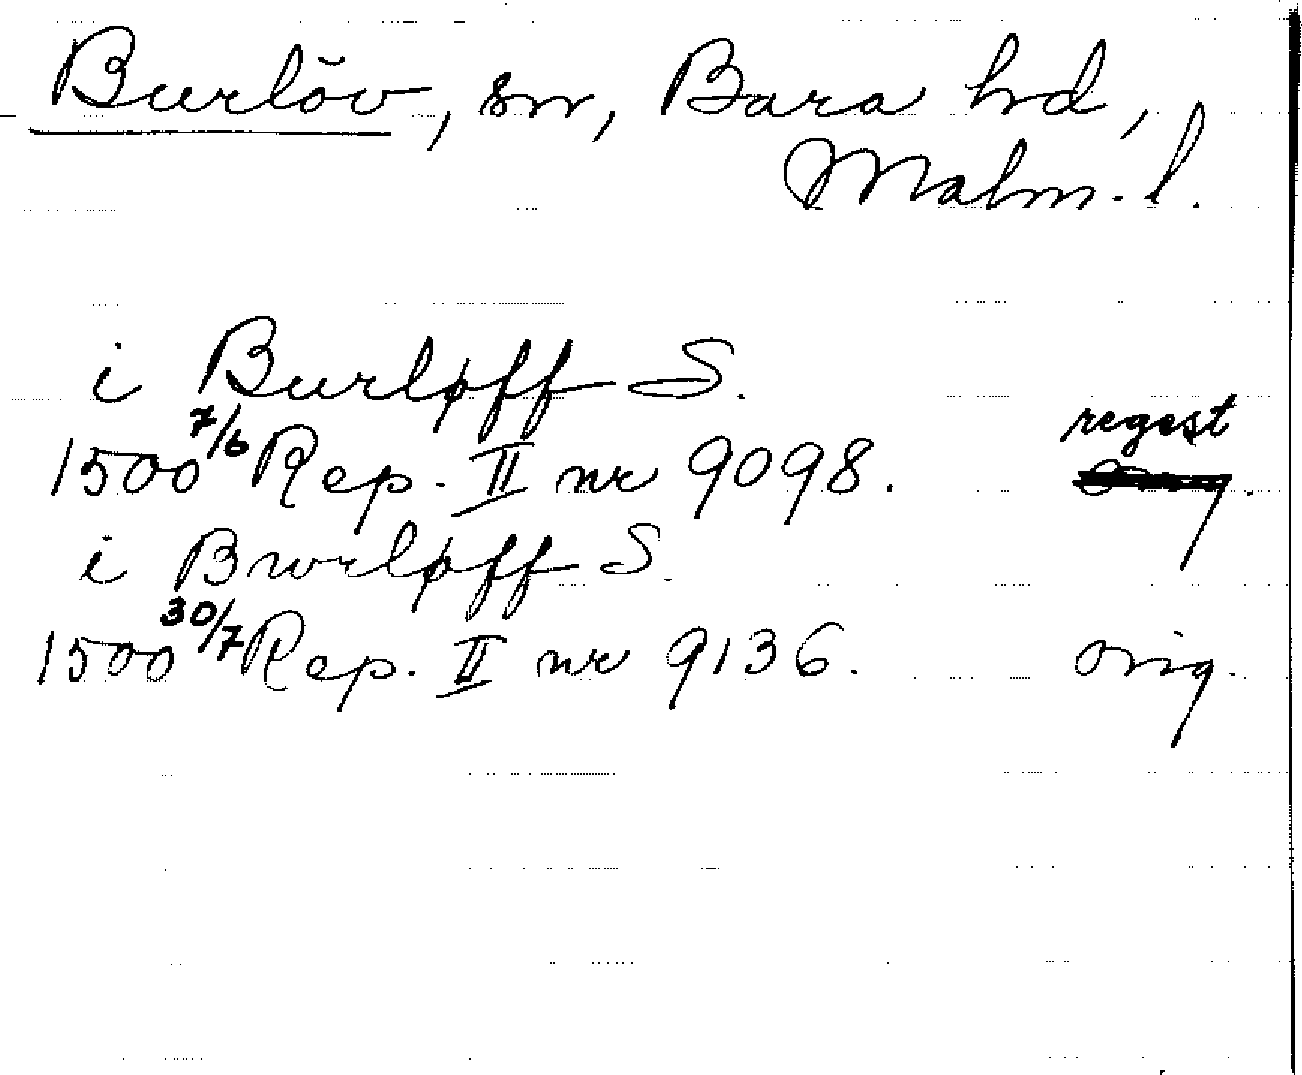 Burlöv, sn, Bara hd,
Malm. l.
i Burløff S.
1500 7/6 Rep. II nr 9098. regest
i Bwrløff S.
1500 30/7 Rep. II nr 9136. orig.